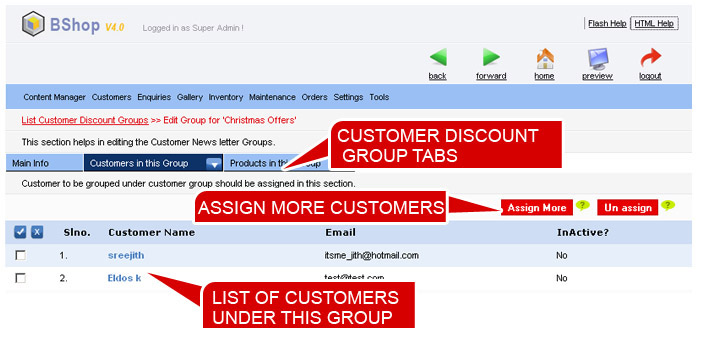 BShop V4.0
Logged in as Super Admin !
Flash Help
HTML Help
back
forward
home
preview
logout
Content Manager Customers Enquiries Gallery Inventory Maintenance Orders Settings Tools
List Customer Discount Groups >> Edit Group for 'Christmas Offers'
This section helps in editing the Customer News letter Groups.
CUSTOMER DISCOUNT
GROUP TABS
Main Info
Customers in this Group
Products in this Group
Customer to be grouped under customer group should be assigned in this section.
ASSIGN MORE CUSTOMERS
Assign More ?
Un assign ?
Slno. Customer Name Email InActive?
1. sreejith itsme_jith@hotmail.com No
2. Eldos k test@test.com No
LIST OF CUSTOMERS
UNDER THIS GROUP